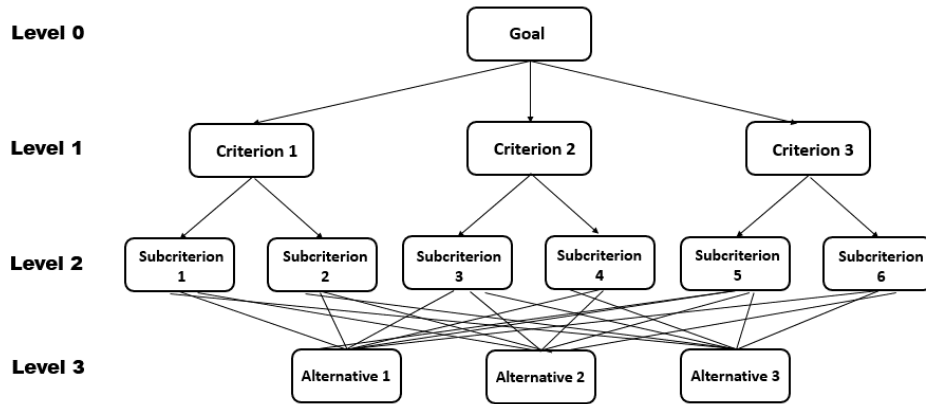 Level 0
Goal
Level 1
Criterion 1
Criterion 2
Criterion 3
Level 2
Subcriterion
1
Subcriterion
2
Subcriterion
3
Subcriterion
4
Subcriterion
5
Subcriterion
6
Level 3
Alternative 1
Alternative 2
Alternative 3